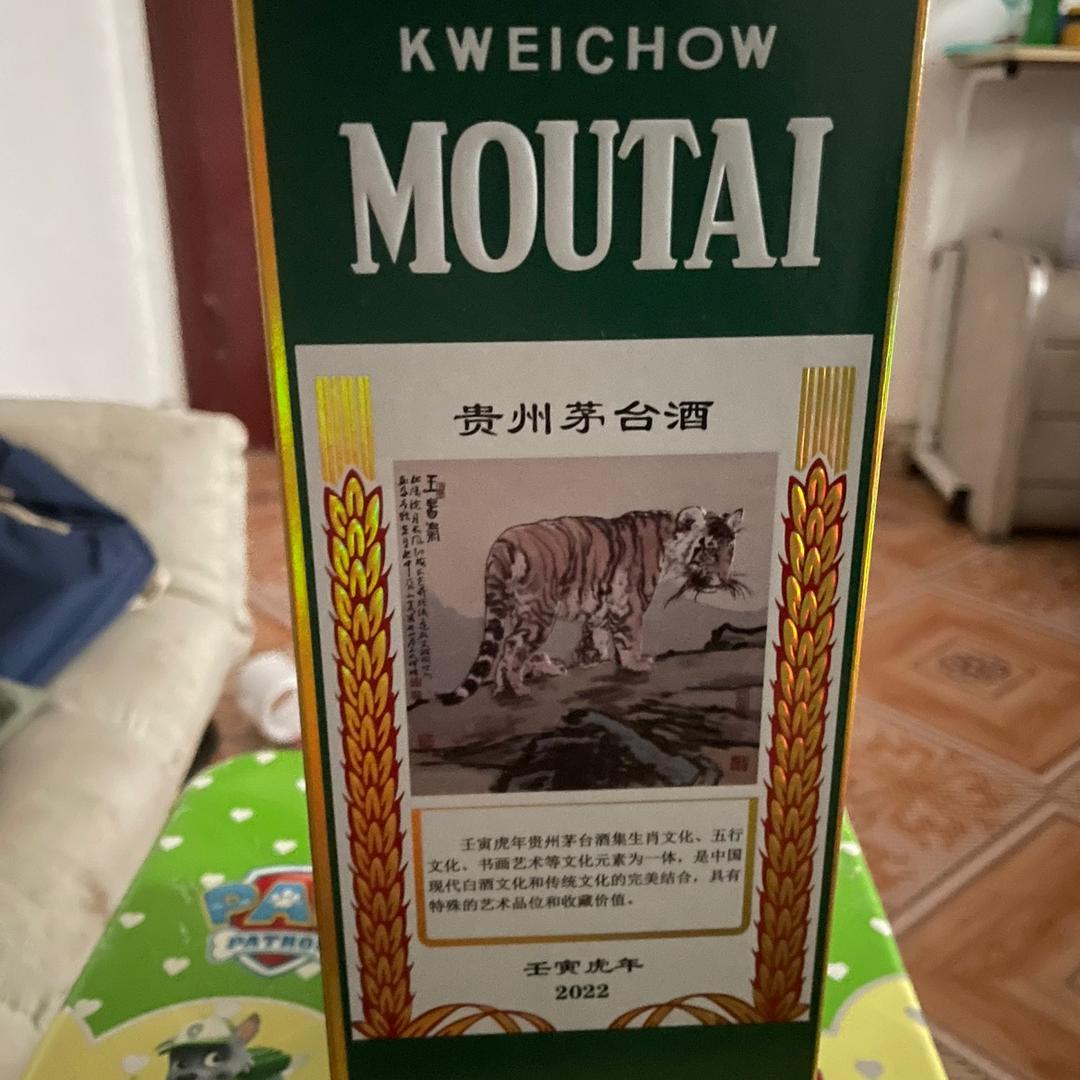 KWEICHOW
MOUTAI
贵州茅台酒
壬寅虎年贵州茅台酒集生肖文化、五行
文化、书画艺术等文化元素为一体，是中国
现代白酒文化和传统文化的完美结合，具有
特殊的艺术品位和收藏价值。
壬寅虎年
2022
PA
PATRO